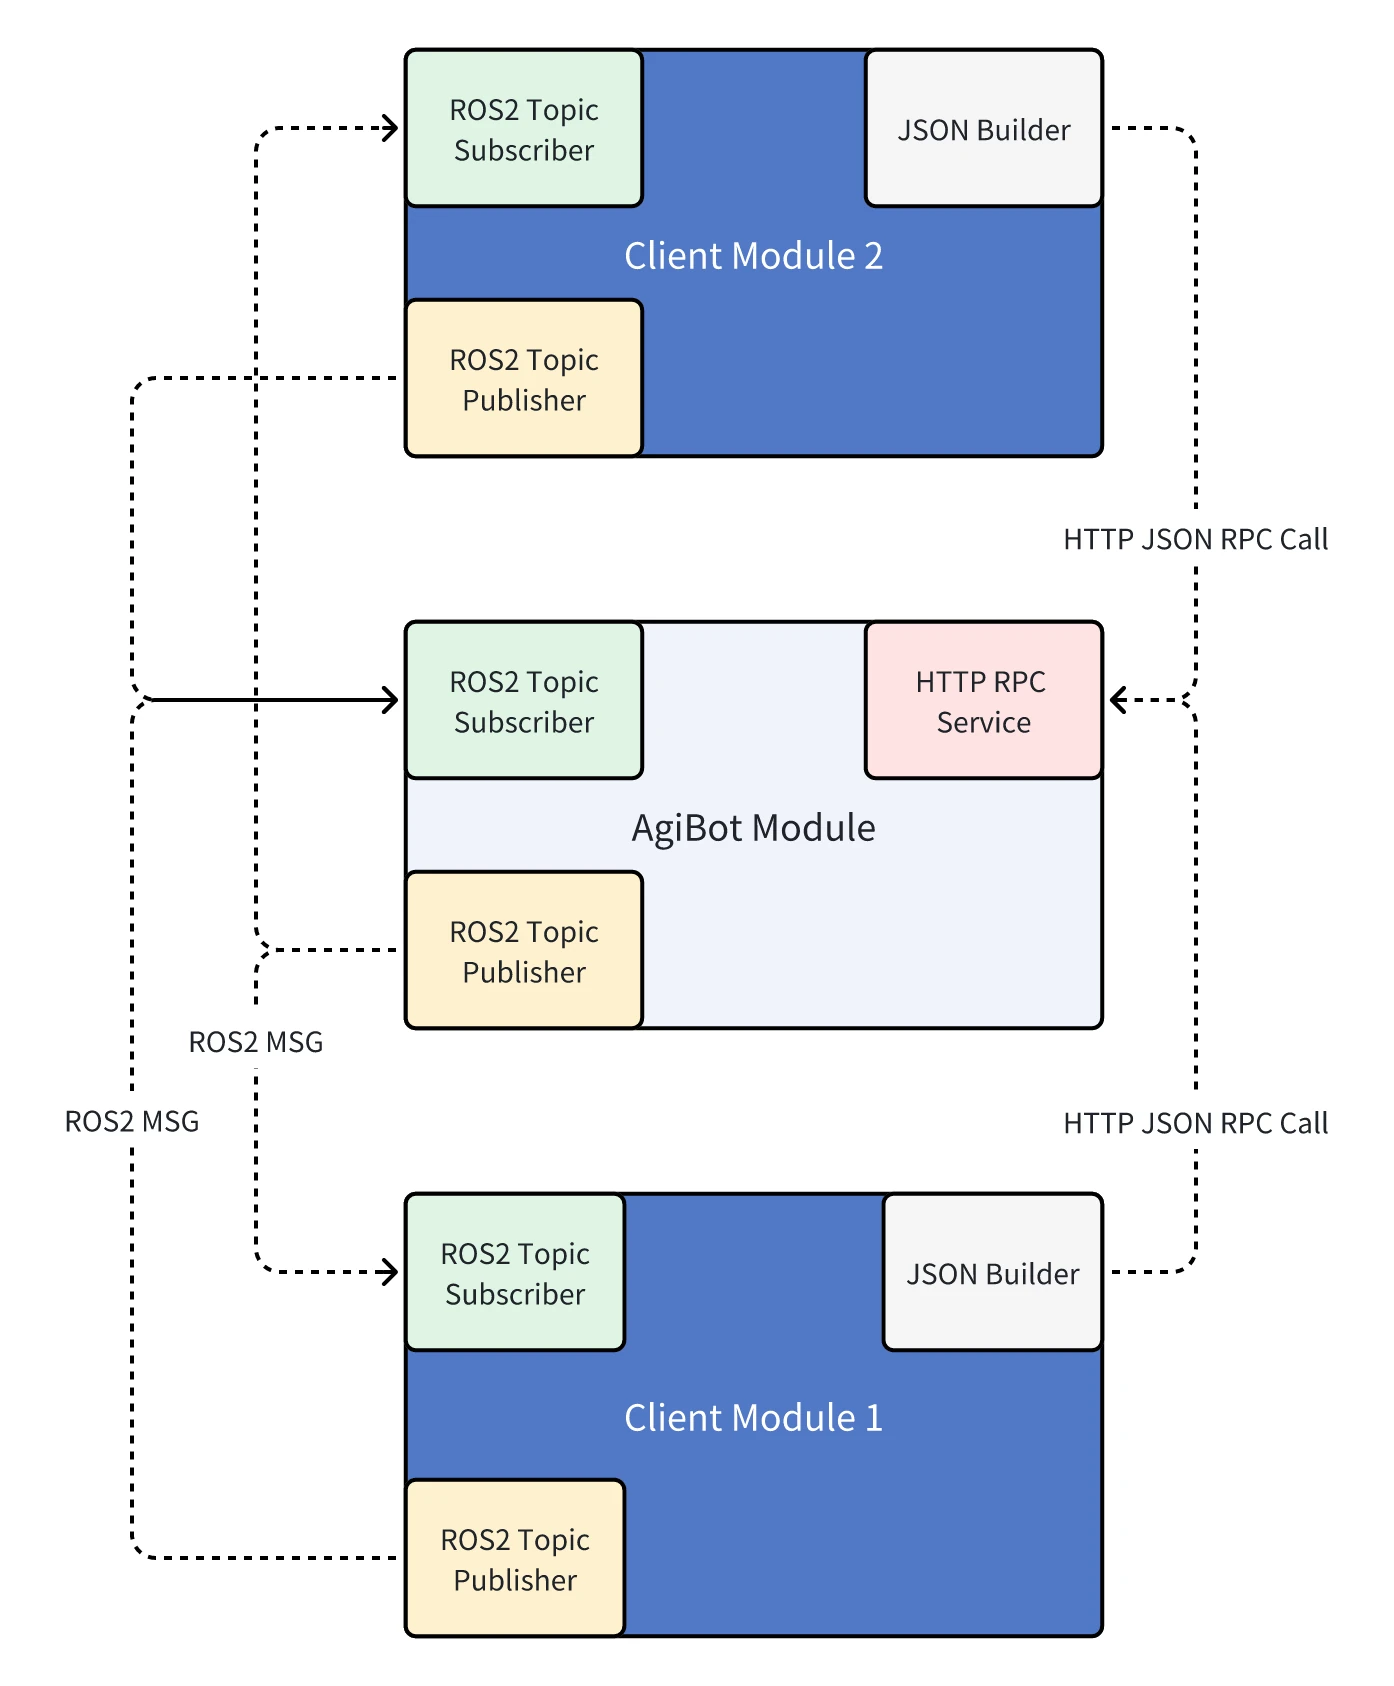 ROS2 Topic
Subscriber
JSON Builder
Client Module 2
ROS2 Topic
Publisher
HTTP JSON RPC Call
ROS2 Topic
Subscriber
HTTP RPC
Service
AgiBot Module
ROS2 Topic
Publisher
ROS2 MSG
ROS2 MSG
HTTP JSON RPC Call
ROS2 Topic
Subscriber
JSON Builder
Client Module 1
ROS2 Topic
Publisher